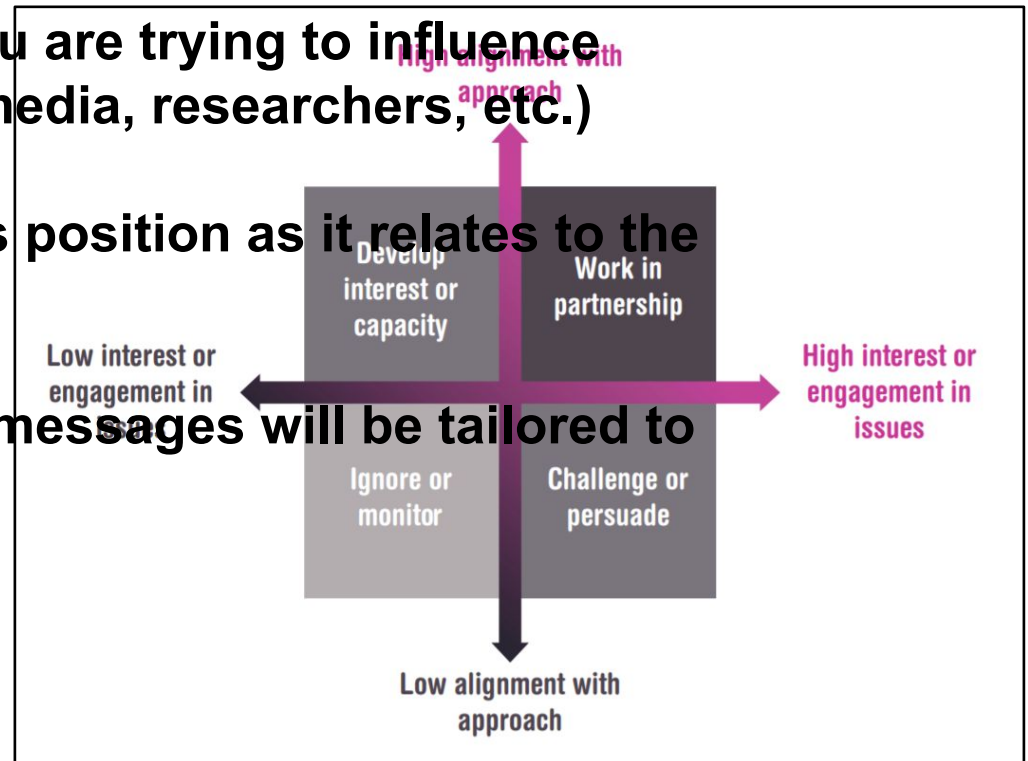 u are trying to influence
High alignment with
approach
nedia, researchers, etc.)
s position as it relates to the
Develop
interest or
capacity
Work in
partnership
Low interest or
engagement in
issues
High interest or
engagement in
issues
messages will be tailored to
Ignore or
monitor
Challenge or
persuade
Low alignment with
approach